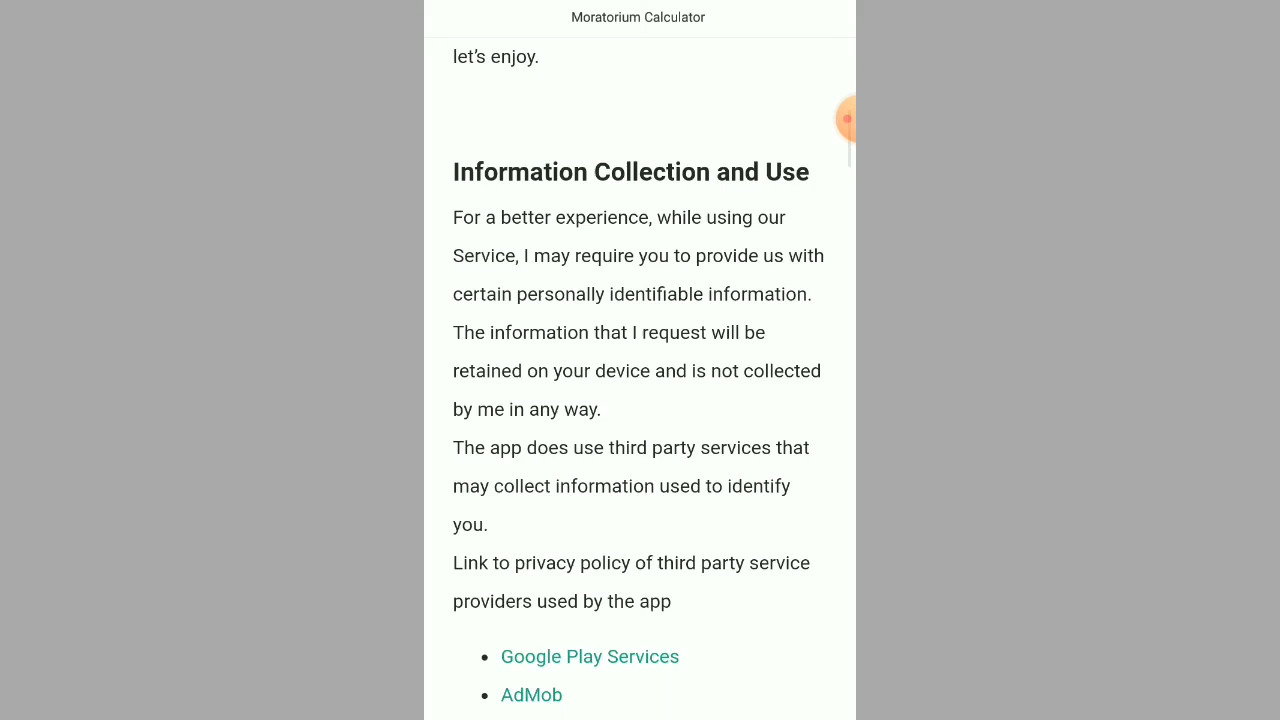 Moratorium Calculator
let's enjoy.
Information Collection and Use
For a better experience, while using our
Service, I may require you to provide us with
certain personally identifiable information.
The information that I request will be
retained on your device and is not collected
by me in any way.
The app does use third party services that
may collect information used to identify
you.
Link to privacy policy of third party service
providers used by the app
• Google Play Services
• AdMob